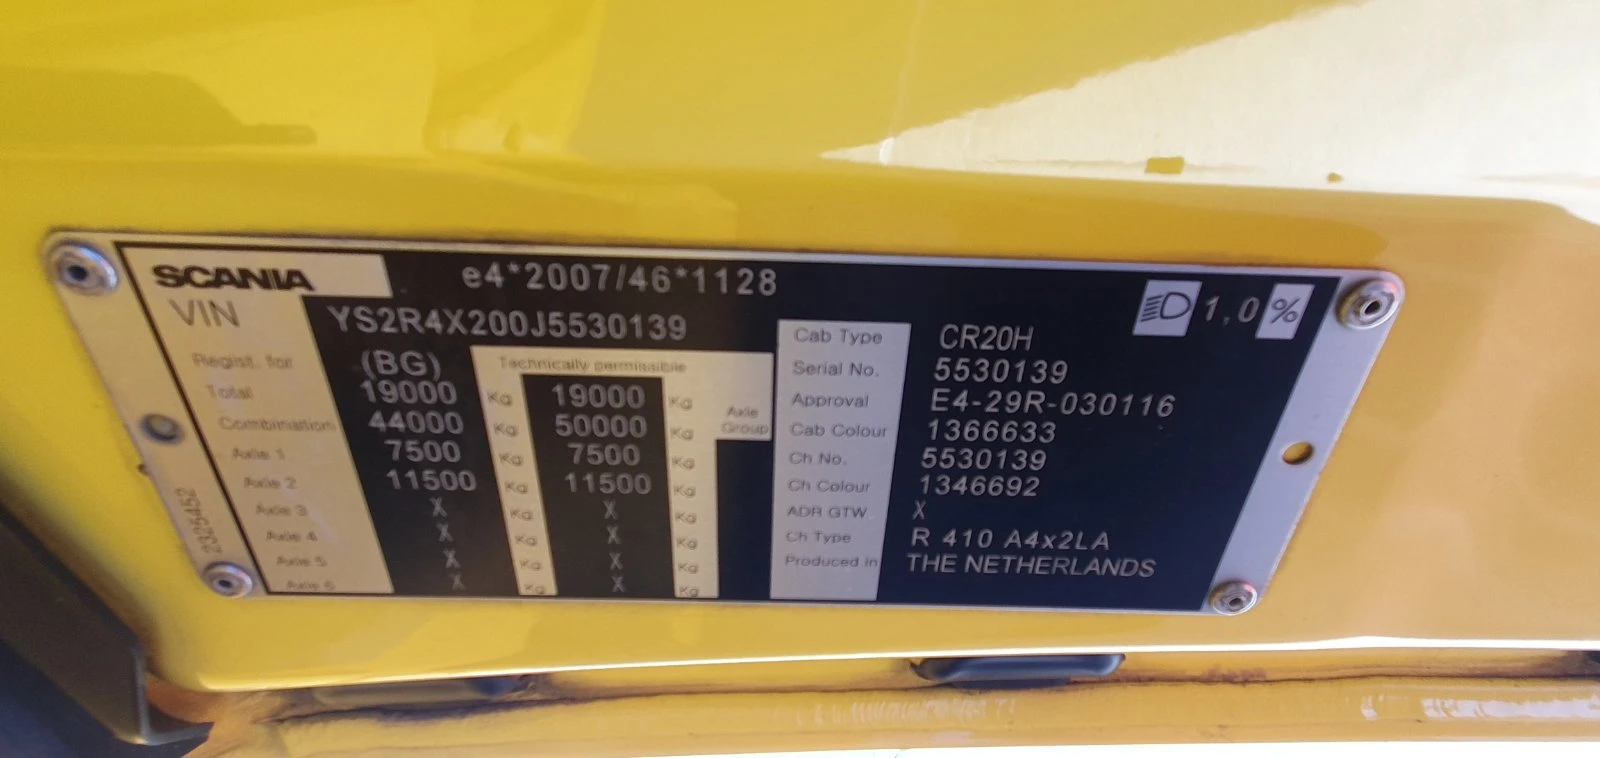 SCANIA e4*2007/46*1128 1,0 %
VIN YS2R4X200J5530139
Regist. for (BG) Technically permissible
Total 19000 Kg 19000 Kg
Combination 44000 Kg 50000 Kg Axle Group
Axle 1 7500 Kg 7500 Kg
Axle 2 11500 Kg 11500 Kg
Axle 3 X Kg X Kg
Axle 4 X Kg X Kg
Axle 5 X Kg X Kg
Axle 6 X Kg X Kg
Cab Type CR20H
Serial No. 5530139
Approval E4-29R-030116
Cab Colour 1366633
Ch No. 5530139
Ch Colour 1346692
ADR GTW X
Ch Type R 410 A4x2LA
Produced in THE NETHERLANDS
2325452